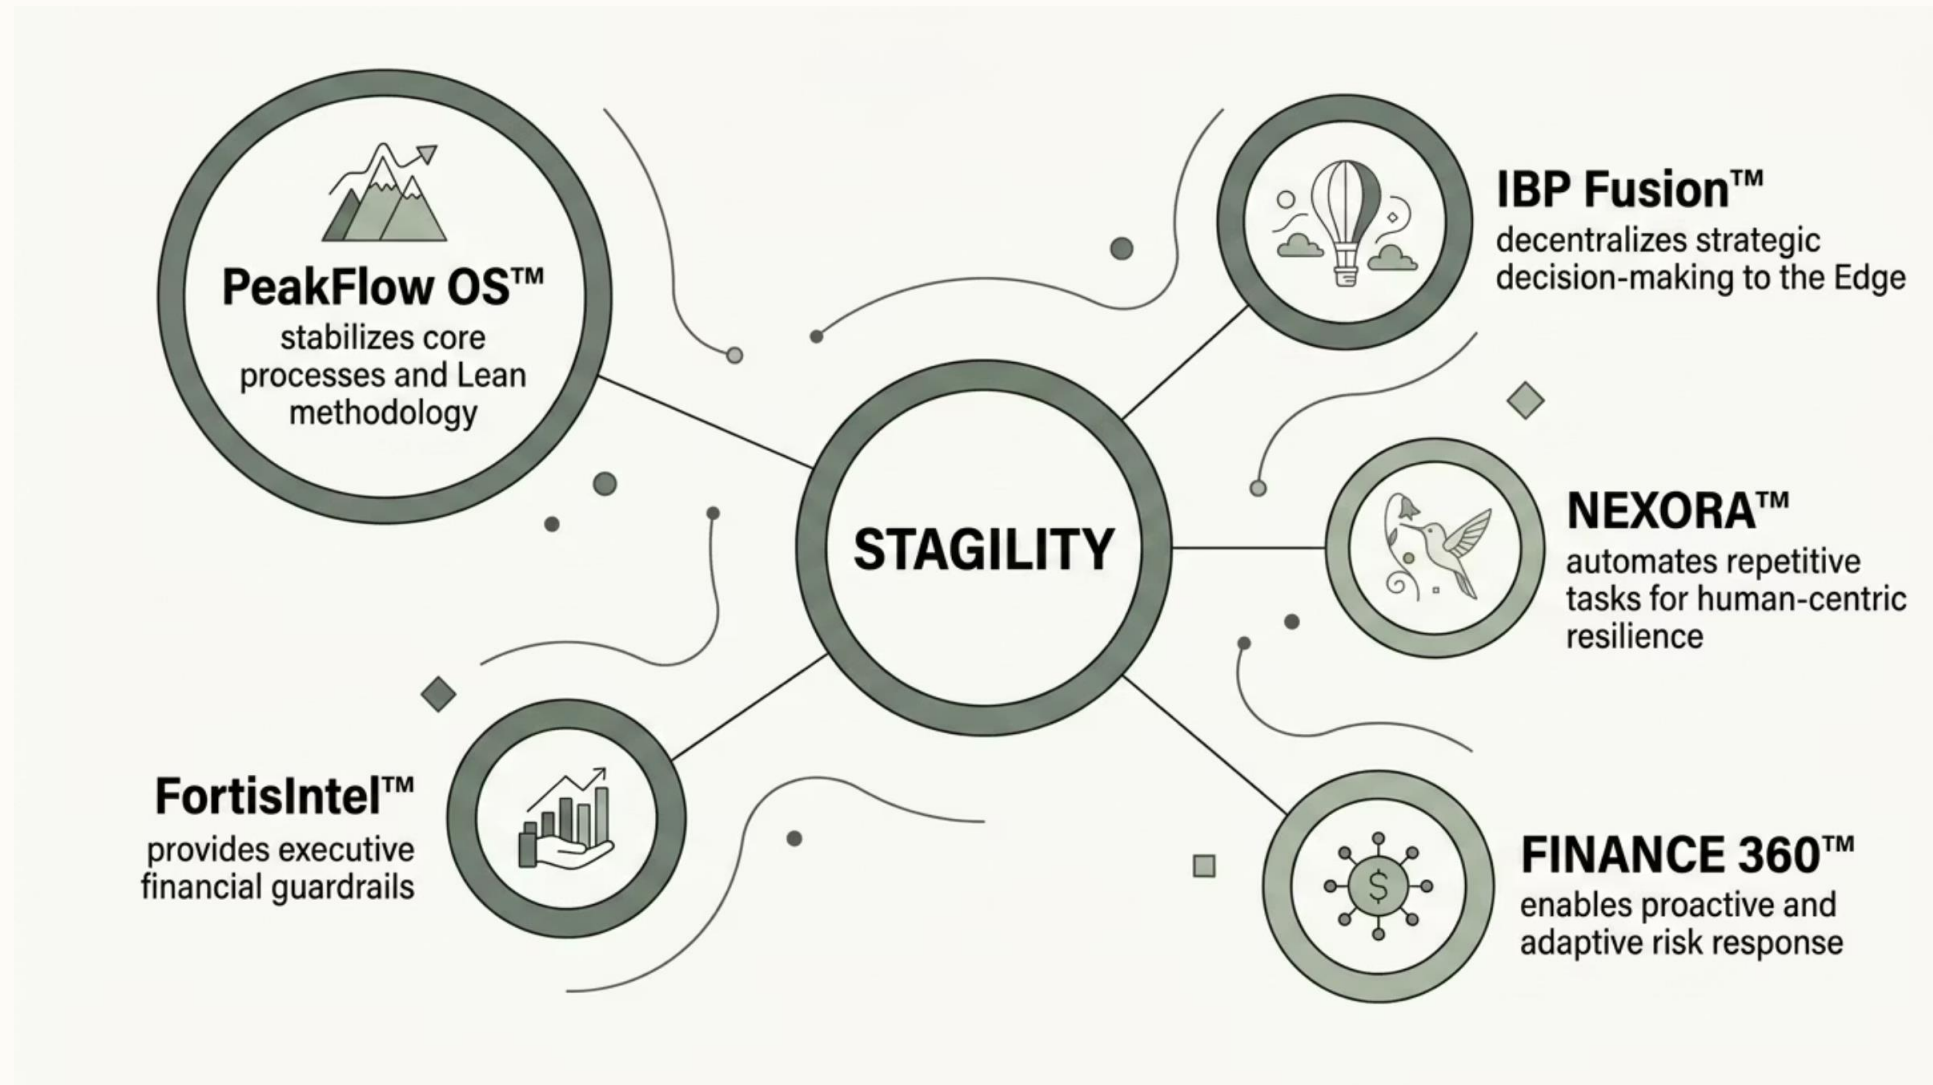 PeakFlow OS™
stabilizes core
processes and Lean
methodology
IBP Fusion™
decentralizes strategic
decision-making to the Edge
STAGILITY
NEXORA™
automates repetitive
tasks for human-centric
resilience
FortisIntel™
provides executive
financial guardrails
FINANCE 360™
enables proactive and
adaptive risk response
$